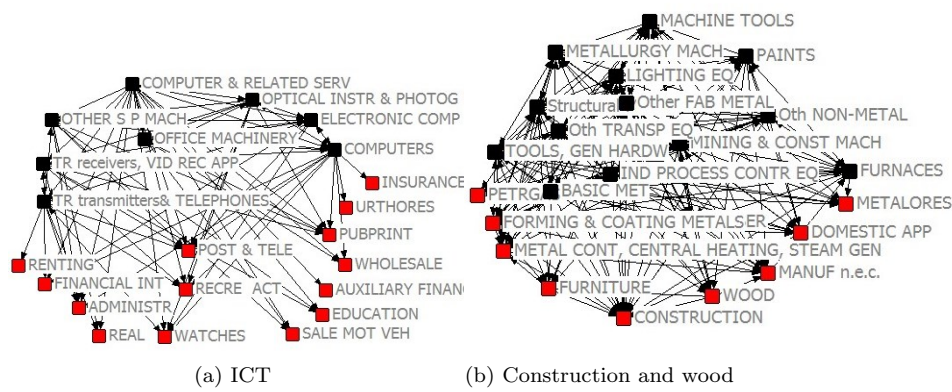 MACHINE TOOLS
METALLURGY MACH
PAINTS
LIGHTING EQ
COMPUTER & RELATED SERV
OPTICAL INSTR & PHOTOG
Structura
Other FAB METAL
OTHER S P MACH
ELECTRONIC COMP
Oth NON-METAL
Oth TRANSP EQ
OFFICE MACHINERY
MINING & CONST MACH
COMPUTERS
TOOLS, GEN HARDW
TR receivers, VID REC APP
IND PROCESS CONTR EQ
FURNACES
INSURANCE
BASIC MET
PETRG
TR transmitters& TELEPHONES
METALORES
URTHORES
FORMING & COATING METALS
ER
PUBPRINT
DOMESTIC APP
POST & TELE
METAL CONT, CENTRAL HEATING, STEAM GEN
RENTING
WHOLESALE
MANUF n.e.c.
FINANCIAL INT
RECRE ACT
AUXILIARY FINAN
FURNITURE
WOOD
ADMINISTR
EDUCATION
CONSTRUCTION
REAL
WATCHES
SALE MOT VEH
(a) ICT
(b) Construction and wood